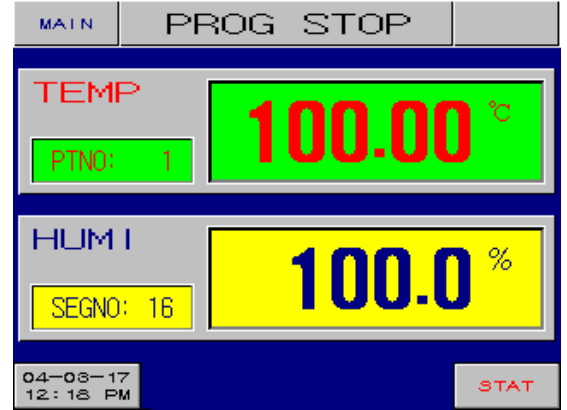 MAIN PROG STOP
TEMP
100.00 ℃
PTNO: 1
HUMI
100.0 %
SEGNO: 16
04-03-17
12:18 PM
STAT